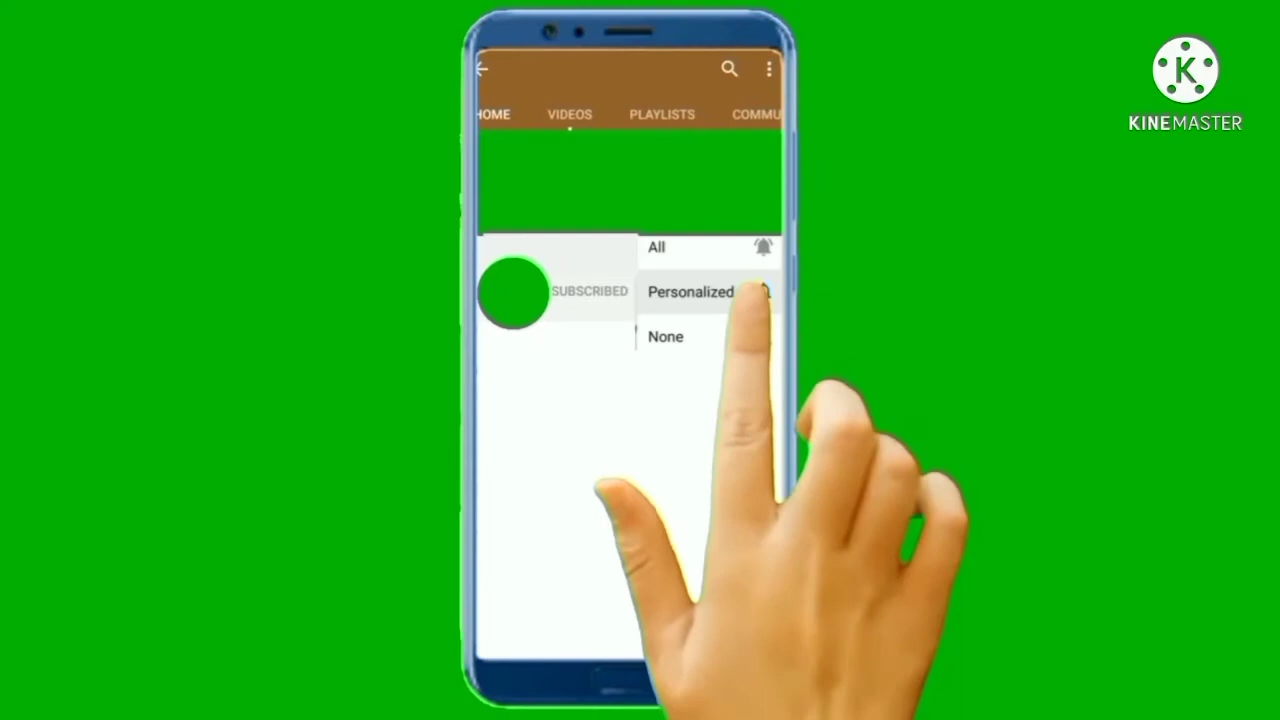 HOME VIDEOS PLAYLISTS COMMU
All
SUBSCRIBED
Personalized
None
K
KINEMASTER